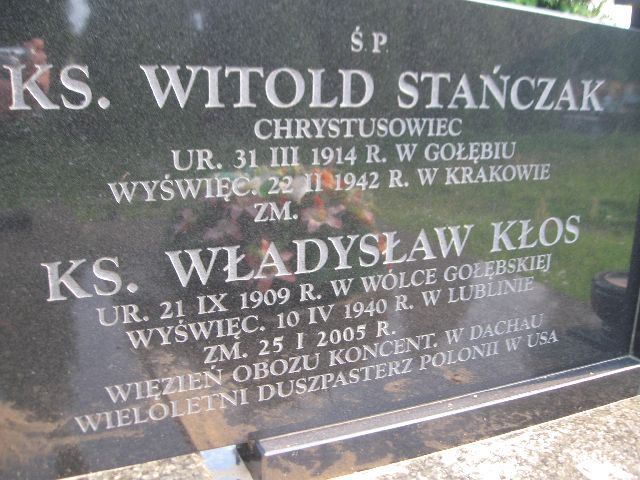 Ś.P.
KS. WITOLD STAŃCZAK
CHRYSTUSOWIEC
UR. 31 III 1914 R. W GOŁĘBIU
WYŚWIĘC. 22 II 1942 R. W KRAKOWIE
ZM.
KS. WŁADYSŁAW KŁOS
UR. 21 IX 1909 R. W WÓLCE GOŁĘBSKIEJ
WYŚWIĘC. 10 IV 1940 R. W LUBLINIE
ZM. 25 I 2005 R.
WIĘZIEŃ OBOZU KONCENT. W DACHAU
WIELOLETNI DUSZPASTERZ POLONII W USA